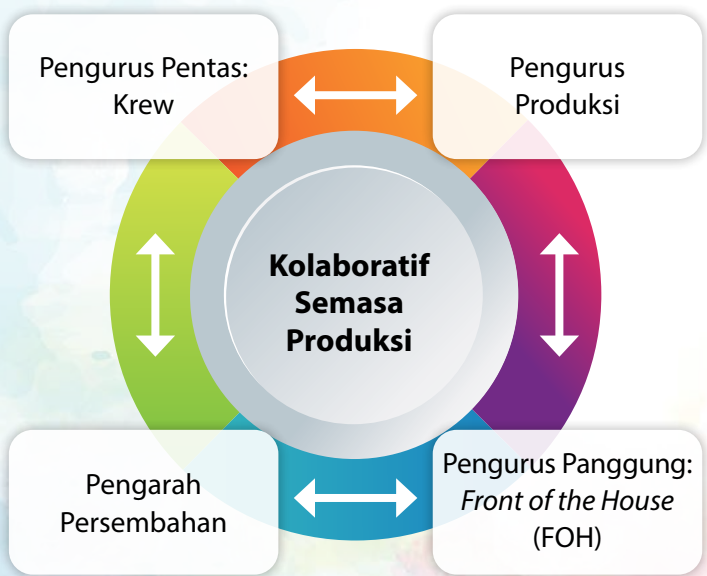 Pengurus Pentas:
Krew
Pengurus
Produksi
Kolaboratif
Semasa
Produksi
Pengarah
Persembahan
Pengurus Panggung:
Front of the House
(FOH)